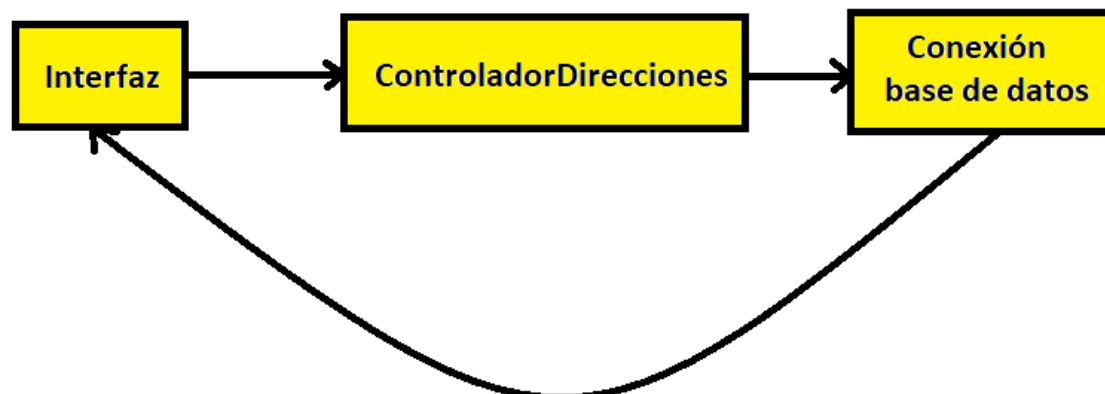 Interfaz
ControladorDirecciones
Conexión
base de datos